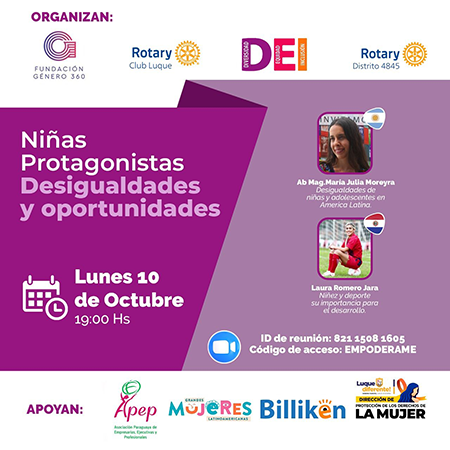 ORGANIZAN:
FUNDACIÓN
GÉNERO 360
Rotary
Club Luque
DIVERSIDAD
EQUIDAD
INCLUSIÓN
DEI
Rotary
Distrito 4845
Niñas
Protagonistas
Desigualdades
y oportunidades
Lunes 10
de Octubre
19:00 Hs
Ab Mag.María Julia Moreyra
Desigualdades de
niñas y adolescentes en
America Latina.
Laura Romero Jara
Niñez y deporte
su importancia para
el desarrollo.
ID de reunión: 821 1508 1605
Código de acceso: EMPODERAME
APOYAN:
Apep
Asociación Paraguaya de
Empresarias, Ejecutivas y
Profesionales
GRANDES
MUJERES
LATINOAMERICANAS
Billiken
Luque
diferente!
DIRECCIÓN DE
PROTECCIÓN DE LOS DERECHOS DE
LA MUJER